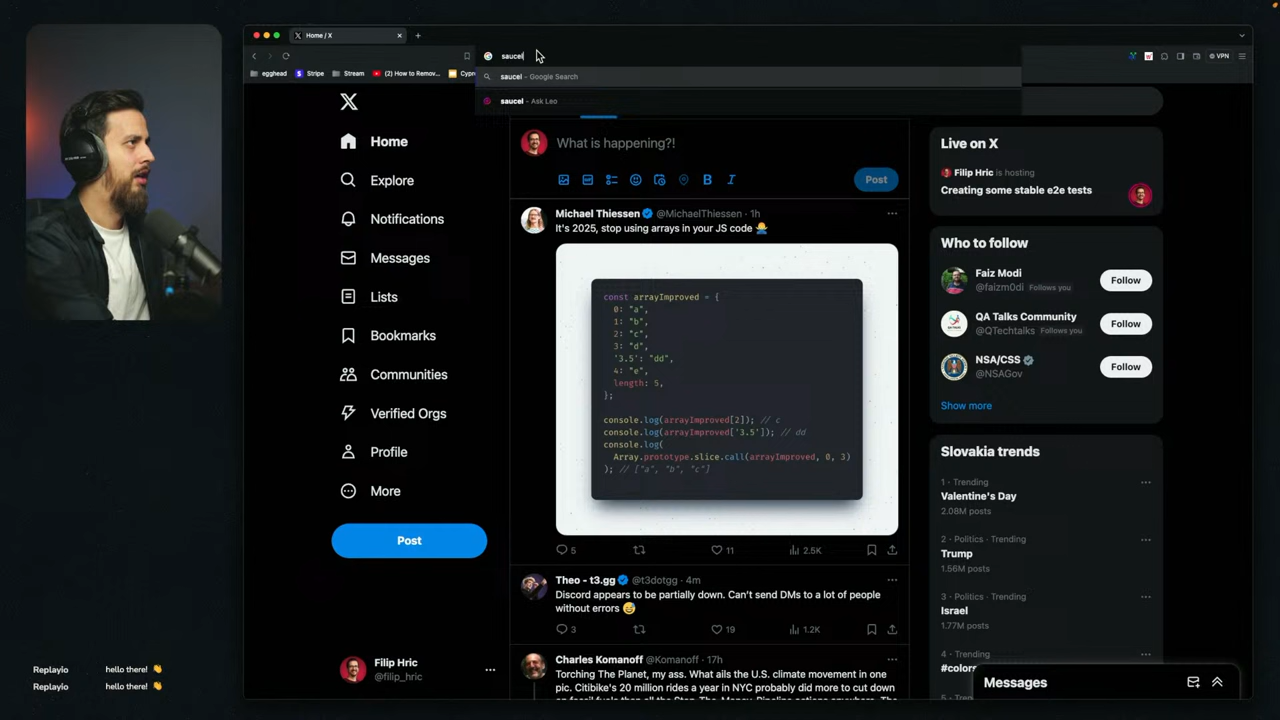 Home / X
saucel
VPN
egghead
Stripe
Stream
(2) How to Remov...
Cypr
saucel - Google Search
saucel - Ask Leo
Home
Explore
Notifications
Messages
Lists
Bookmarks
Communities
Verified Orgs
Profile
More
Post
Filip Hric
@filip_hric
What is happening?!
Post
Michael Thiessen @MichaelThiessen · 1h
It's 2025, stop using arrays in your JS code 🤷‍♂️
const arrayImproved = {
0: "a",
1: "b",
2: "c",
3: "d",
'3.5': "dd",
4: "e",
length: 5,
};
console.log(arrayImproved[2]); // c
console.log(arrayImproved['3.5']); // dd
console.log(
Array.prototype.slice.call(arrayImproved, 0, 3)
); // ["a", "b", "c"]
5
11
2.5K
Theo - t3.gg @t3dotgg · 4m
Discord appears to be partially down. Can't send DMs to a lot of people
without errors 😅
3
19
1.2K
Charles Komanoff @Komanoff · 17h
Torching The Planet, my ass. What ails the U.S. climate movement in one
pic. Citibike's 20 million rides a year in NYC probably did more to cut down
Live on X
Filip Hric is hosting
Creating some stable e2e tests
Who to follow
Faiz Modi
@faizm0di Follows you
Follow
QA Talks Community
@QTechtalks Follows you
Follow
NSA/CSS
@NSAGov
Follow
Show more
Slovakia trends
1 · Trending
Valentine's Day
2.08M posts
2 · Politics · Trending
Trump
1.56M posts
3 · Politics · Trending
Israel
1.77M posts
4 · Trending
#colors
5 ·
Messages
Replayio hello there! 👋
Replayio hello there! 👋